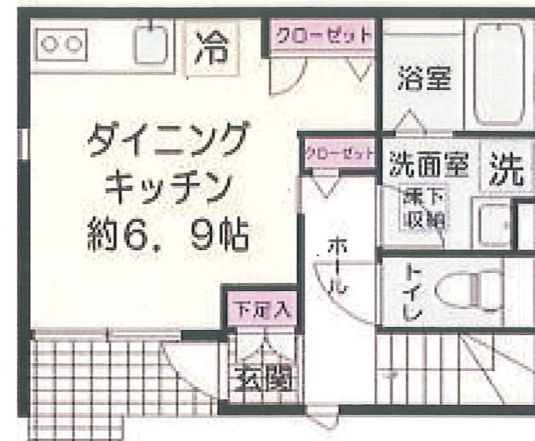 冷
クローゼット
浴室
ダイニング
キッチン
約6.9帖
クローゼット
洗面室
洗
床下
収納
ホール
トイレ
下足入
玄関